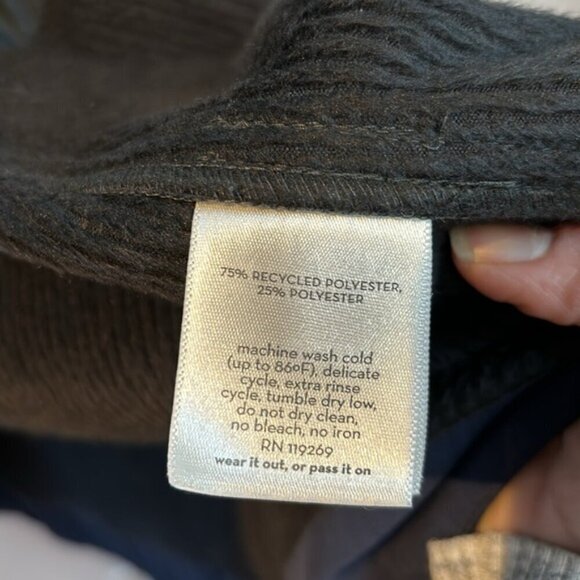 75% RECYCLED POLYESTER,
25% POLYESTER
machine wash cold
(up to 86ºF), delicate
cycle, extra rinse
cycle, tumble dry low,
do not dry clean,
no bleach, no iron
RN 119269
wear it out, or pass it on